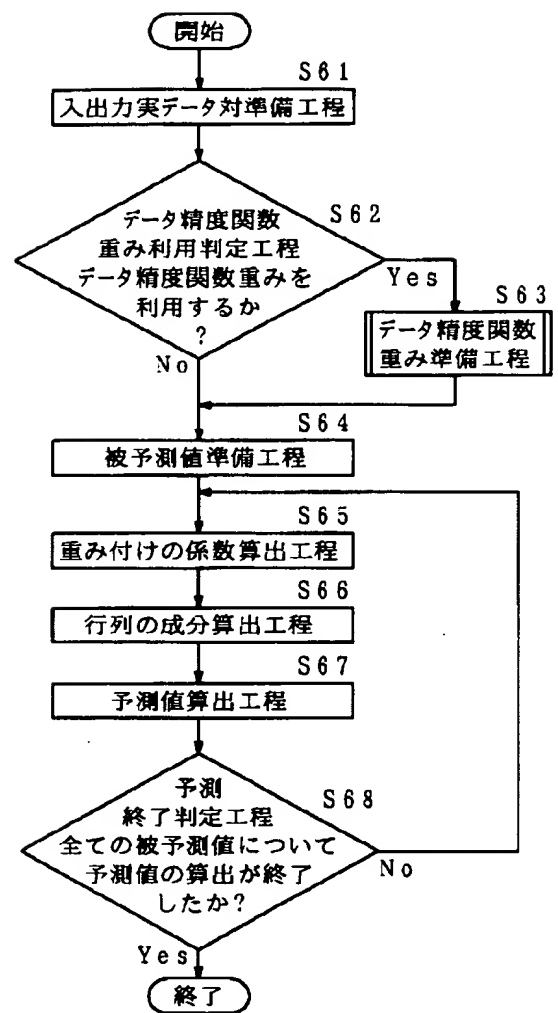 開始
S61
入出力実データ対準備工程
S62
データ精度関数
重み利用判定工程
データ精度関数重みを
利用するか
?
Yes
No
S63
データ精度関数
重み準備工程
S64
被予測値準備工程
S65
重み付けの係数算出工程
S66
行列の成分算出工程
S67
予測値算出工程
S68
予測
終了判定工程
全ての被予測値について
予測値の算出が終了
したか?
No
Yes
終了